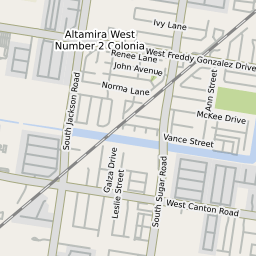 Ivy Lane
Altamira West
Number 2 Colonia
Renee Lane
West Freddy Gonzalez Drive
John Avenue
Norma Lane
Ann Street
McKee Drive
South Jackson Road
Vance Street
Galza Drive
Leslie Street
South Sugar Road
West Canton Road